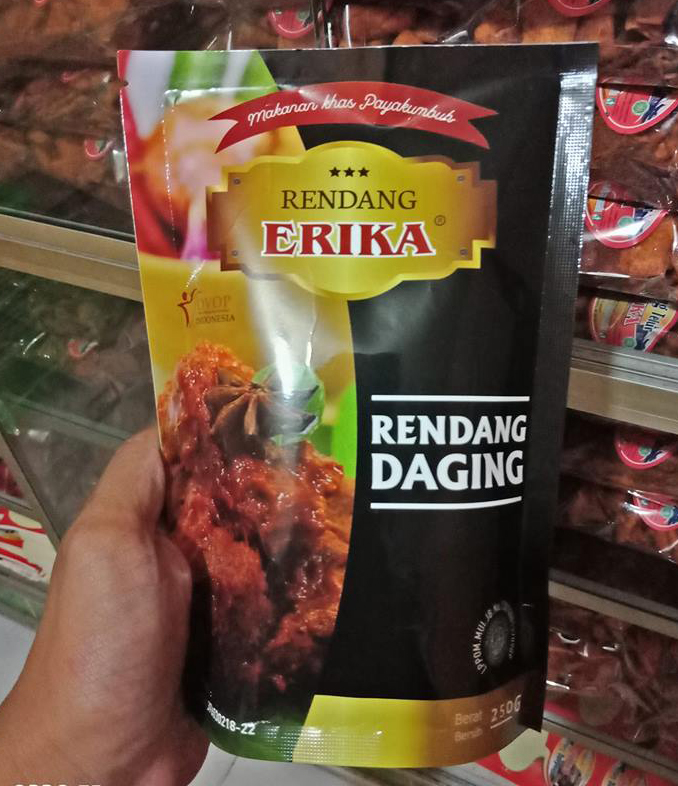 Makanan khas Payakumbuh
RENDANG
ERIKA®
OVOP
INDONESIA
RENDANG
DAGING
Berat
Bersih
250G